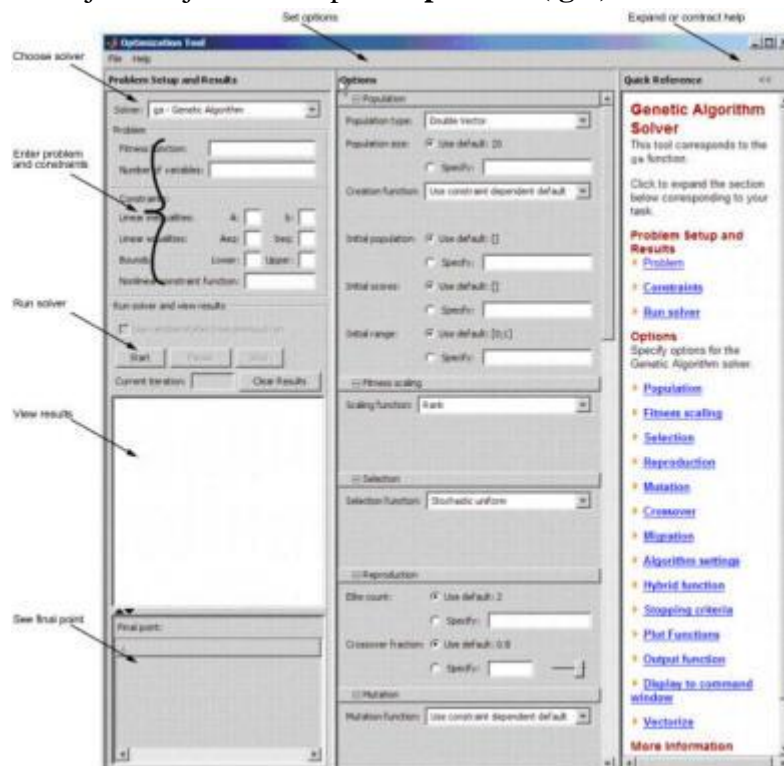 Set options
Expand or contract help
Choose solver
Enter problem
and constraints
Run solver
View results
See final point
Optimization Tool
File Help
Problem Setup and Results
Solver: ga - Genetic Algorithm
Problem
Fitness function:
Number of variables:
Constraints:
Linear inequalities: A: b:
Linear equalities: Aeq: beq:
Bounds: Lower: Upper:
Nonlinear constraint function:
Run solver and view results
Start
Current iteration: Clear Results
Final point:
Options
Population
Population type: Double Vector
Population size: Use default: 20
Specify:
Creation function: Use constraint dependent default
Initial population: Use default: []
Specify:
Initial scores: Use default: []
Specify:
Initial range: Use default: [0;1]
Specify:
Fitness scaling
Scaling function: Rank
Selection
Selection function: Stochastic uniform
Reproduction
Elite count: Use default: 2
Specify:
Crossover fraction: Use default: 0.8
Specify:
Mutation
Mutation function: Use constraint dependent default
Quick Reference <<
Genetic Algorithm
Solver
This tool corresponds to the
ga function.
Click to expand the section
below corresponding to your
task.
Problem Setup and
Results
Problem
Constraints
Run solver
Options
Specify options for the
Genetic Algorithm solver.
Population
Fitness scaling
Selection
Reproduction
Mutation
Crossover
Migration
Algorithm settings
Hybrid function
Stopping criteria
Plot Functions
Output function
Display to command
window
Vectorize
More Information